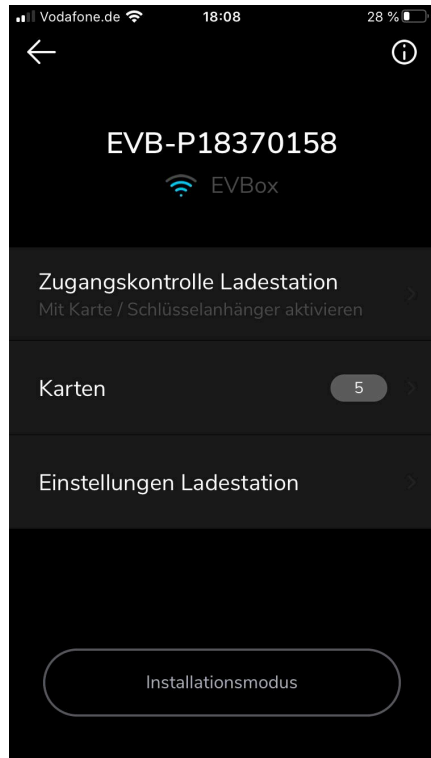 Vodafone.de 18:08 28 %
EVB-P18370158
EVBox
Zugangskontrolle Ladestation
Mit Karte / Schlüsselanhänger aktivieren
Karten 5
Einstellungen Ladestation
Installationsmodus